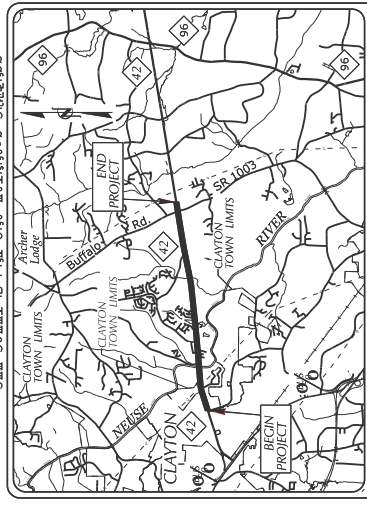 96
42
96
96
N
END
PROJECT
Archer
Lodge
Buffalo Rd.
SR 1003
42
CLAYTON
TOWN LIMITS
CLAYTON
TOWN LIMITS
CLAYTON
TOWN LIMITS
RIVER
NEUSE
42
CLAYTON
BEGIN
PROJECT